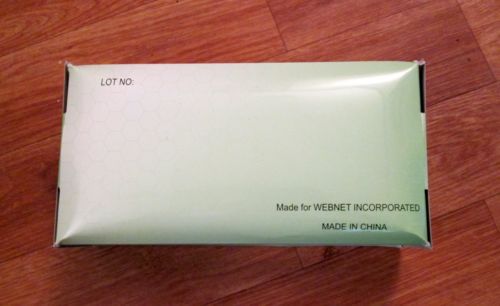 LOT NO:
Made for WEBNET INCORPORATED
MADE IN CHINA